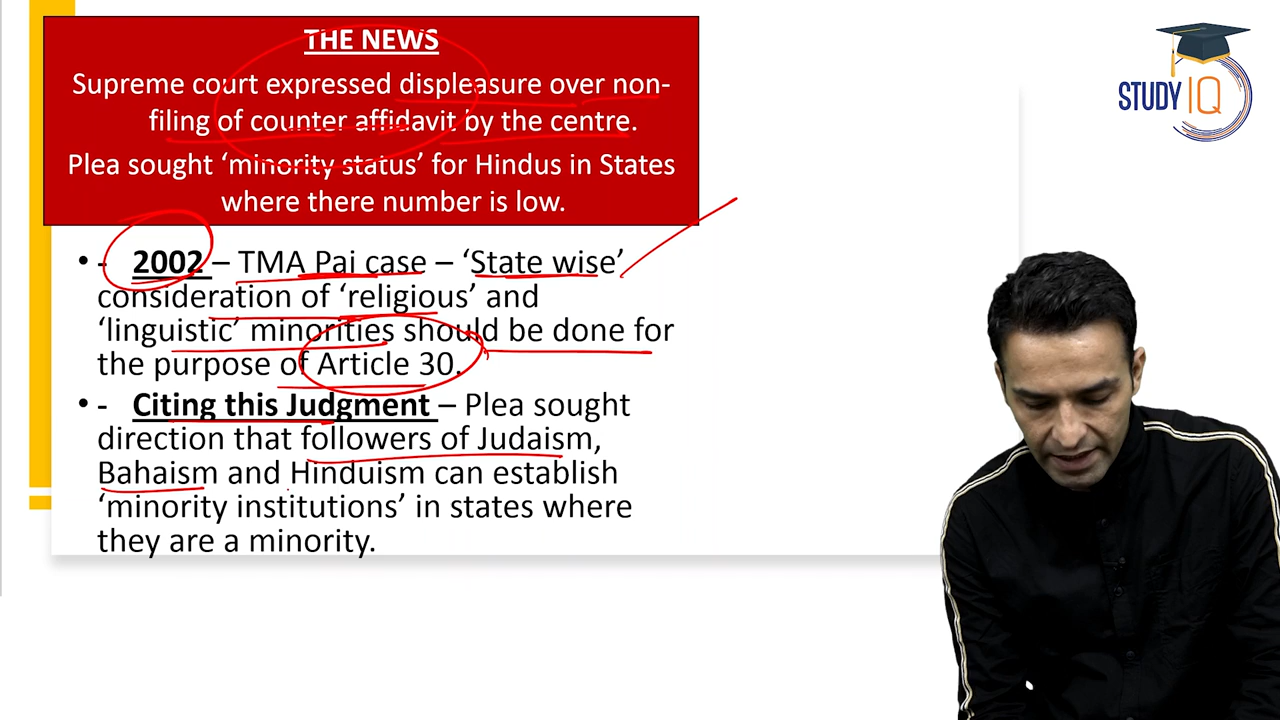 THE NEWS
Supreme court expressed displeasure over non-
filing of counter affidavit by the centre.
Plea sought ‘minority status’ for Hindus in States
where there number is low.
STUDY IQ
• - 2002 – TMA Pai case – ‘State wise’
consideration of ‘religious’ and
‘linguistic’ minorities should be done for
the purpose of Article 30.
• - Citing this Judgment – Plea sought
direction that followers of Judaism,
Bahaism and Hinduism can establish
‘minority institutions’ in states where
they are a minority.